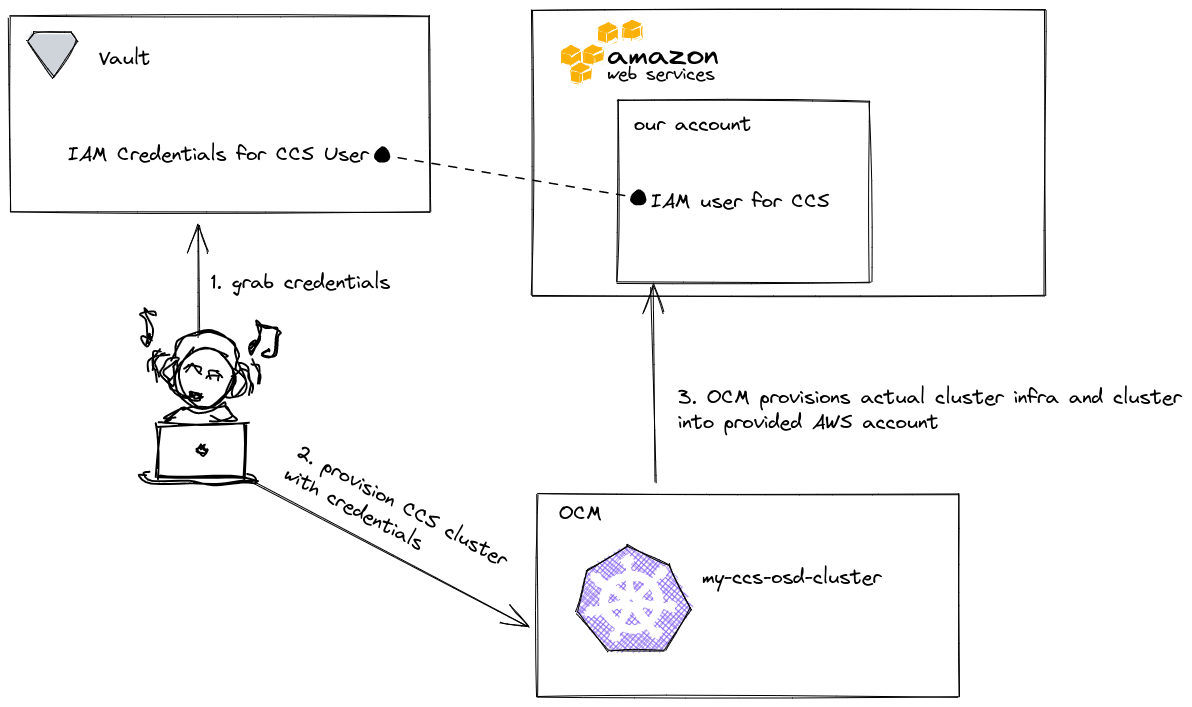 Vault
IAM Credentials for CCS User
amazon
web services
our account
IAM user for CCS
1. grab credentials
2. provision CCS cluster
with credentials
3. OCM provisions actual cluster infra and cluster
into provided AWS account
OCM
my-ccs-osd-cluster